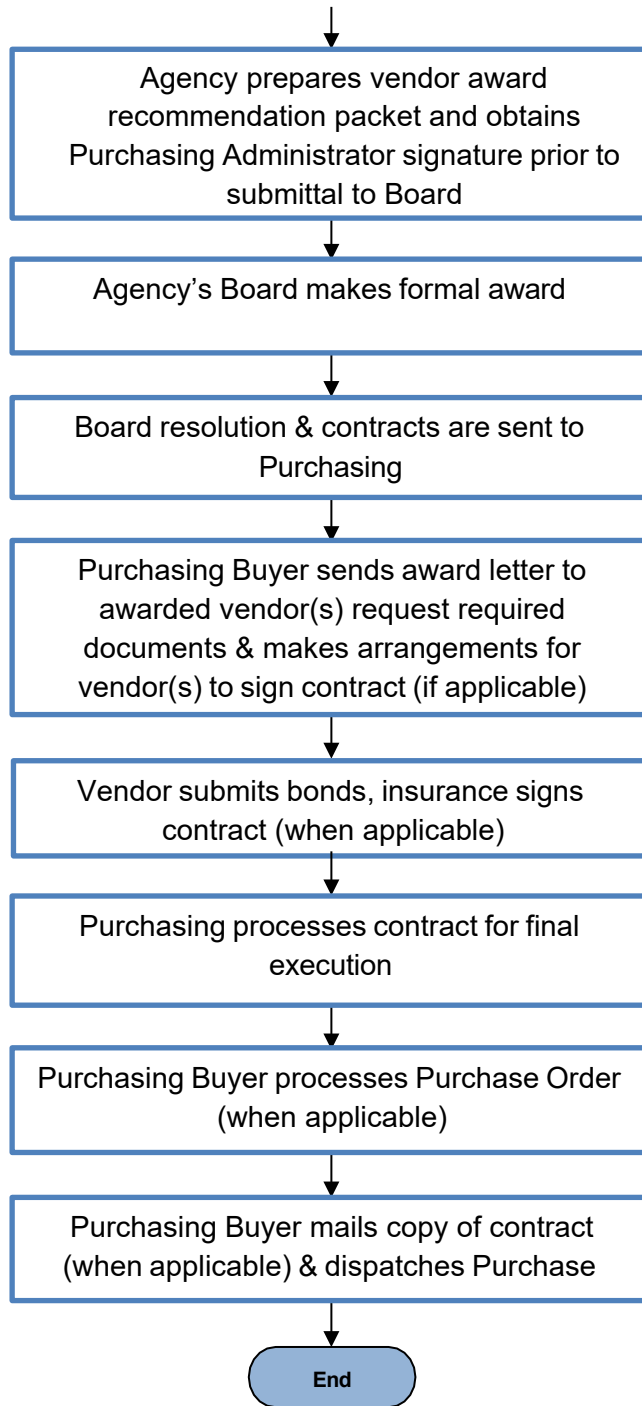 Agency prepares vendor award
recommendation packet and obtains
Purchasing Administrator signature prior to
submittal to Board
Agency’s Board makes formal award
Board resolution & contracts are sent to
Purchasing
Purchasing Buyer sends award letter to
awarded vendor(s) request required
documents & makes arrangements for
vendor(s) to sign contract (if applicable)
Vendor submits bonds, insurance signs
contract (when applicable)
Purchasing processes contract for final
execution
Purchasing Buyer processes Purchase Order
(when applicable)
Purchasing Buyer mails copy of contract
(when applicable) & dispatches Purchase
End